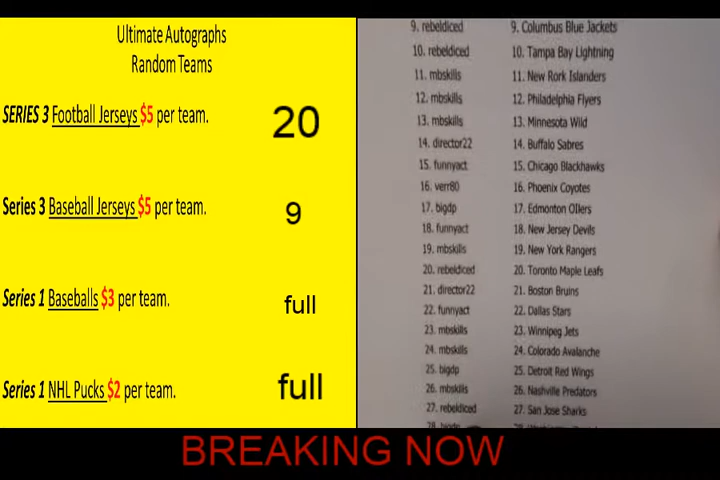 Ultimate Autographs
Random Teams
SERIES 3 Football Jerseys $5 per team.
20
Series 3 Baseball Jerseys $5 per team.
9
Series 1 Baseballs $3 per team.
full
Series 1 NHL Pucks $2 per team.
full
9. rebeldiced 9. Columbus Blue Jackets
10. rebeldiced 10. Tampa Bay Lightning
11. mbskills 11. New Rork Islanders
12. mbskills 12. Philadelphia Flyers
13. mbskills 13. Minnesota Wild
14. director22 14. Buffalo Sabres
15. funnyact 15. Chicago Blackhawks
16. verr80 16. Phoenix Coyotes
17. bigdp 17. Edmonton Oilers
18. funnyact 18. New Jersey Devils
19. mbskills 19. New York Rangers
20. rebeldiced 20. Toronto Maple Leafs
21. director22 21. Boston Bruins
22. funnyact 22. Dallas Stars
23. mbskills 23. Winnipeg Jets
24. mbskills 24. Colorado Avalanche
25. bigdp 25. Detroit Red Wings
26. mbskills 26. Nashville Predators
27. rebeldiced 27. San Jose Sharks
BREAKING NOW